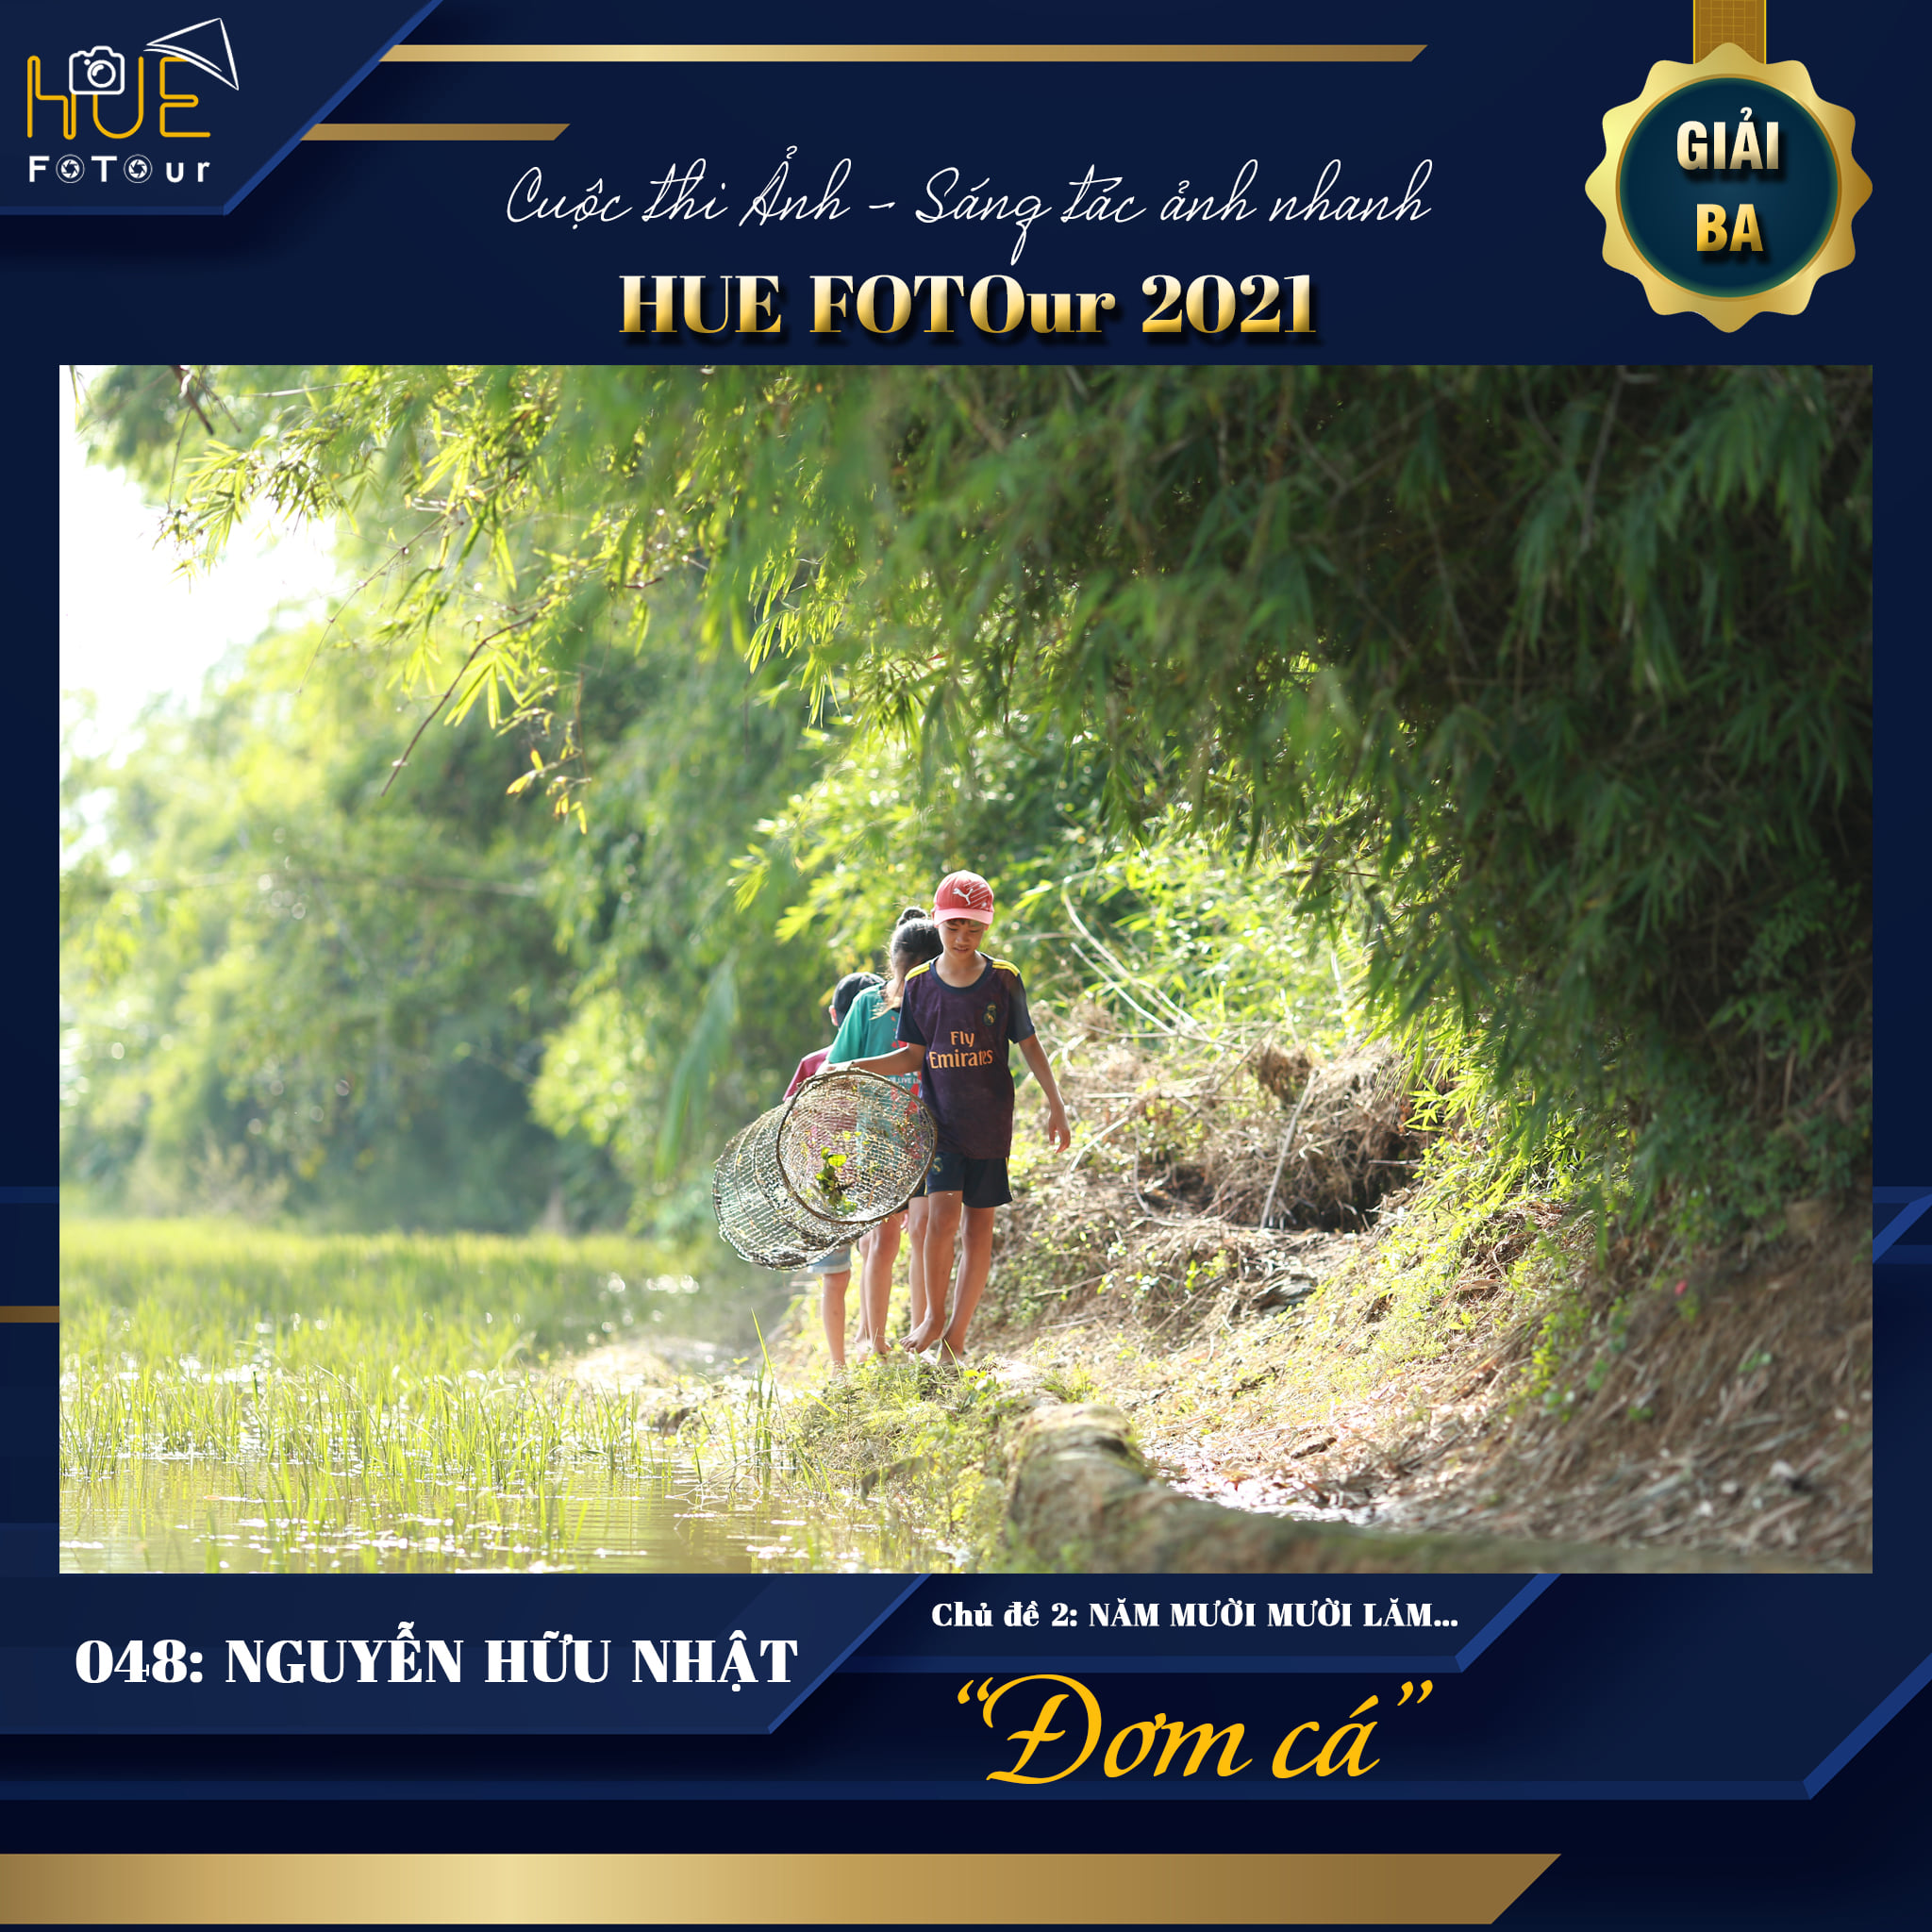 HUE
FOTOur
GIẢI
BA
Cuộc thi Ảnh - Sáng tác ảnh nhanh
HUE FOTOur 2021
Fly
Emirates
048: NGUYỄN HỮU NHẬT
Chủ đề 2: NĂM MƯỜI MƯỜI LĂM...
“Đơm cá”